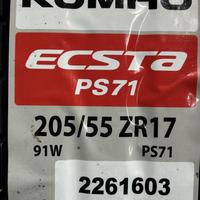 KUMHO
ECSTA
PS71
205/55 ZR17
91W PS71
2261603